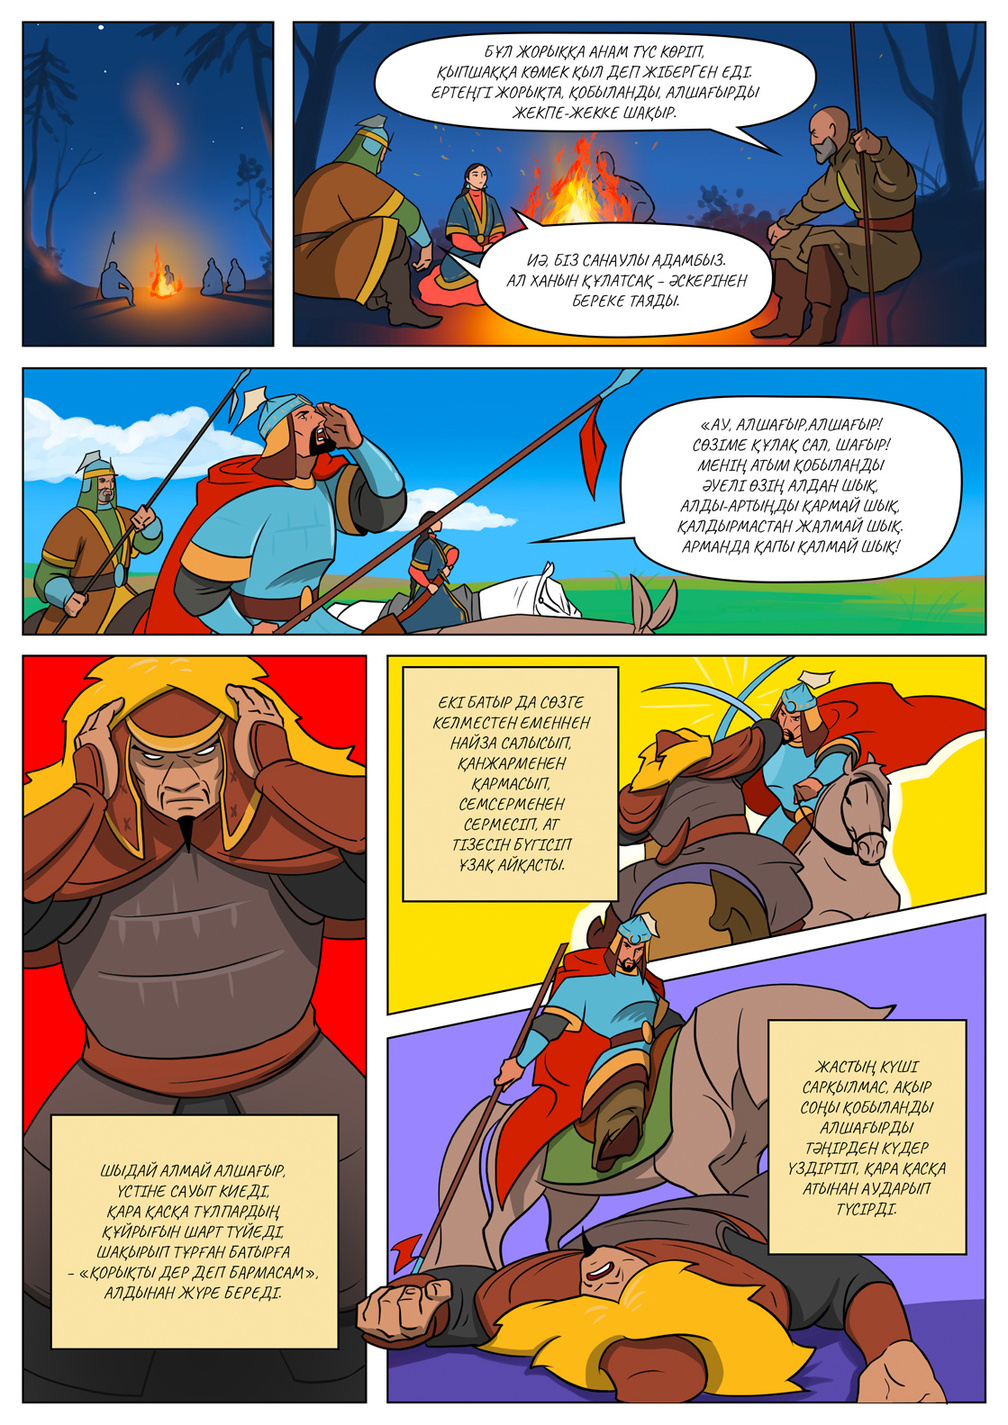 БҰЛ ЖОРЫҚҚА АНАМ ТҮС КӨРІП,
ҚЫПШАҚҚА КӨМЕК ҚЫЛ ДЕП ЖІБЕРГЕН ЕДІ.
ЕРТЕҢГІ ЖОРЫҚТА, ҚОБЫЛАНДЫ, АЛШАҒЫРДЫ
ЖЕКПЕ-ЖЕККЕ ШАҚЫР.
ИӘ. БІЗ САНАУЛЫ АДАМБЫЗ.
АЛ ХАНЫН ҚҰЛАТСАҚ – ӘСКЕРІНЕН
БЕРЕКЕ ТАЯДЫ.
«АУ, АЛШАҒЫР,АЛШАҒЫР!
СӨЗІМЕ ҚҰЛАҚ САЛ, ШАҒЫР!
МЕНІҢ АТЫМ ҚОБЫЛАНДЫ
ӘУЕЛІ ӨЗІҢ АЛДАН ШЫҚ,
АЛДЫ-АРТЫҢДЫ ҚАРМАЙ ШЫҚ,
ҚАЛДЫРМАСТАН ЖАЛМАЙ ШЫҚ.
АРМАНДА ҚАПЫ ҚАЛМАЙ ШЫҚ!
ЕКІ БАТЫР ДА СӨЗГЕ
КЕЛМЕСТЕН ЕМЕННЕН
НАЙЗА САЛЫСЫП,
ҚАНЖАРМЕНЕН
ҚАРМАСЫП,
СЕМСЕРМЕНЕН
СЕРМЕСІП, АТ
ТІЗЕСІН БҮГІСІП
ҰЗАҚ АЙҚАСТЫ.
ШЫДАЙ АЛМАЙ АЛШАҒЫР,
ҮСТІНЕ САУЫТ КИЕДІ,
ҚАРА ҚАСҚА ТҰЛПАРДЫҢ
ҚҰЙРЫҒЫН ШАРТ ТҮЙЕДІ,
ШАҚЫРЫП ТҰРҒАН БАТЫРҒА
– «ҚОРЫҚТЫ ДЕР ДЕП БАРМАСАМ»,
АЛДЫНАН ЖҮРЕ БЕРЕДІ.
ЖАСТЫҢ КҮШІ
САРҚЫЛМАС, АҚЫР
СОҢЫ ҚОБЫЛАНДЫ
АЛШАҒЫРДЫ
ТӘҢІРДЕН КҮДЕР
ҮЗДІРТІП, ҚАРА ҚАСҚА
АТЫНАН АУДАРЫП
ТҮСІРДІ.